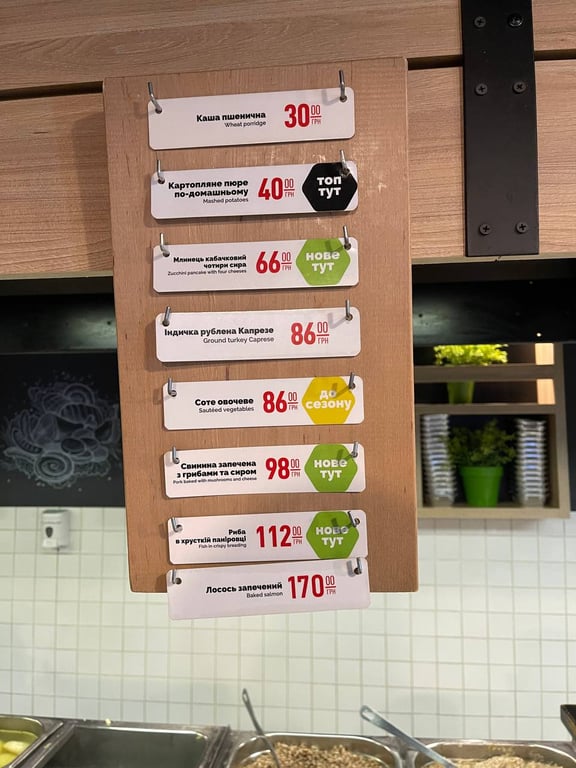 Каша пшенична
Wheat porridge
30 00 ГРН
Картопляне пюре
по-домашньому
Mashed potatoes
40 00 ГРН
ТОП
ТУТ
Млинець кабачковий
чотири сира
Zucchini pancake with four cheeses
66 00 ГРН
НОВЕ
ТУТ
Індичка рублена Капрезе
Ground turkey Caprese
86 00 ГРН
Соте овочеве
Sautéed vegetables
86 00 ГРН
ДО
СЕЗОНУ
Свинина запечена
з грибами та сиром
Pork baked with mushrooms and cheese
98 00 ГРН
НОВЕ
ТУТ
Риба
в хрусткій паніровці
Fish in crispy breading
112 00 ГРН
НОВЕ
ТУТ
Лосось запечений
Baked salmon
170 00 ГРН